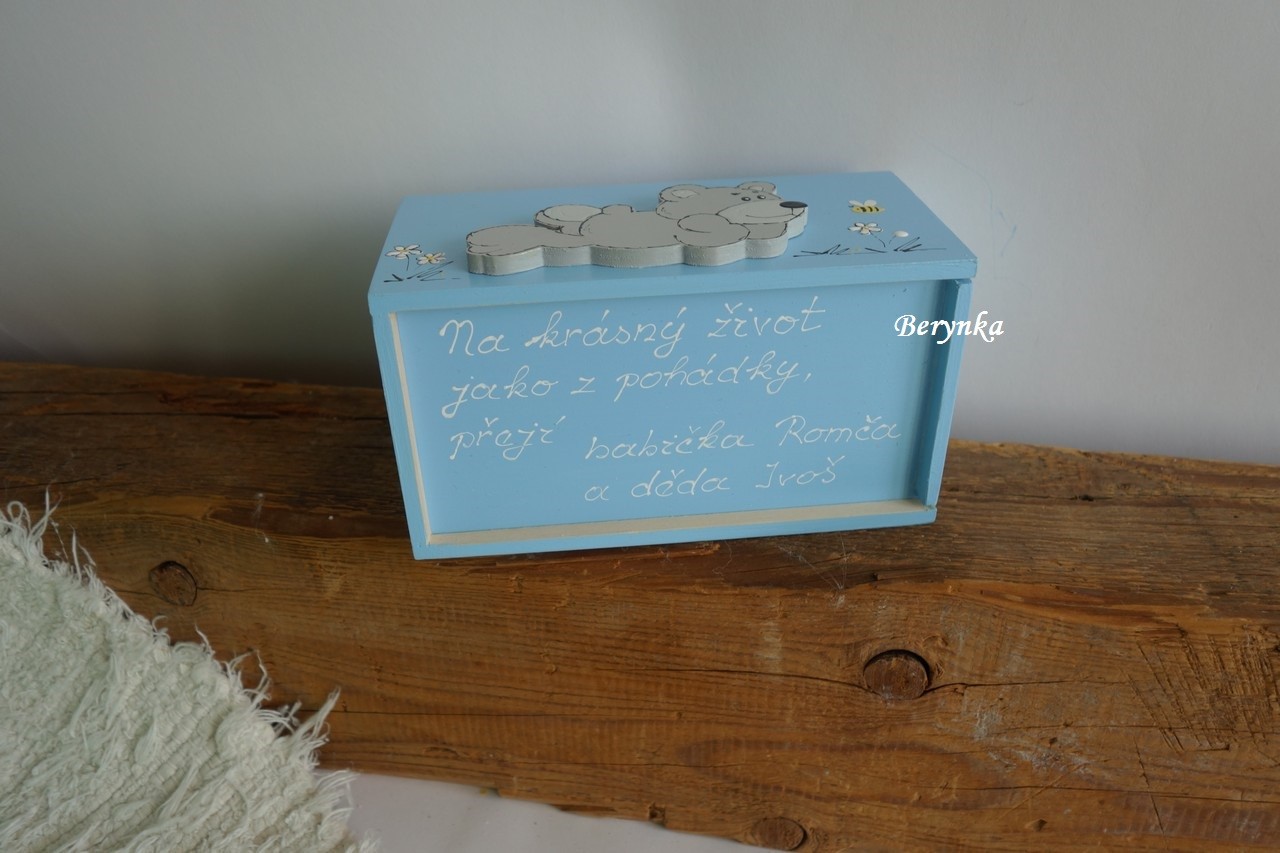 Na krásný život
jako z pohádky,
přejí babička Romča
a děda Ivoš
Berynka